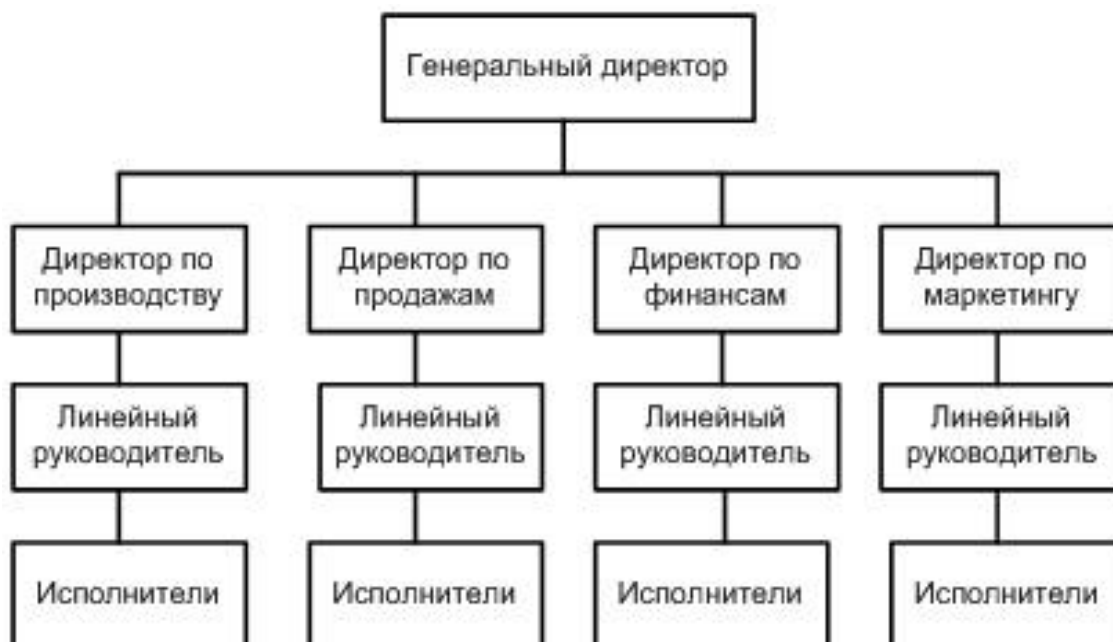 Генеральный директор
Директор по
производству
Директор по
продажам
Директор по
финансам
Директор по
маркетингу
Линейный
руководитель
Линейный
руководитель
Линейный
руководитель
Линейный
руководитель
Исполнители
Исполнители
Исполнители
Исполнители